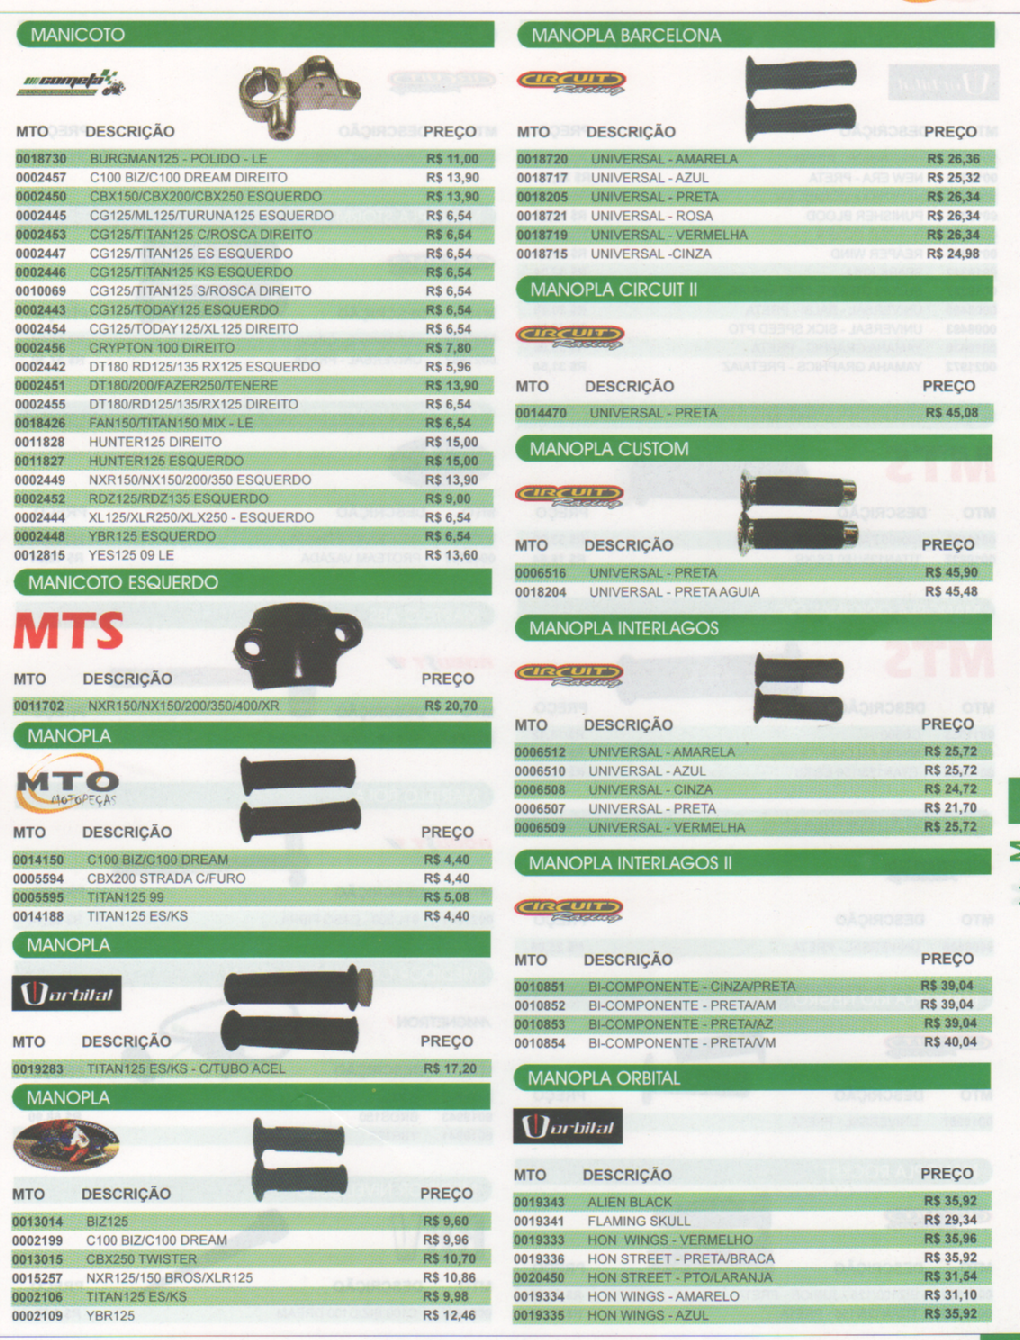 MANICOTO
cometa
MTO DESCRIÇÃO PREÇO
0018730 BURGMAN125 - POLIDO - LE R$ 11,00
0002457 C100 BIZ/C100 DREAM DIREITO R$ 13,90
0002450 CBX150/CBX200/CBX250 ESQUERDO R$ 13,90
0002445 CG125/ML125/TURUNA125 ESQUERDO R$ 6,54
0002453 CG125/TITAN125 C/ROSCA DIREITO R$ 6,54
0002447 CG125/TITAN125 ES ESQUERDO R$ 6,54
0002446 CG125/TITAN125 KS ESQUERDO R$ 6,54
0010069 CG125/TITAN125 S/ROSCA DIREITO R$ 6,54
0002443 CG125/TODAY125 ESQUERDO R$ 6,54
0002454 CG125/TODAY125/XL125 DIREITO R$ 6,54
0002456 CRYPTON 100 DIREITO R$ 7,80
0002442 DT180 RD125/135 RX125 ESQUERDO R$ 5,96
0002451 DT180/200/FAZER250/TENERE R$ 13,90
0002455 DT180/RD125/135/RX125 DIREITO R$ 6,54
0018426 FAN150/TITAN150 MIX - LE R$ 6,54
0011828 HUNTER125 DIREITO R$ 15,00
0011827 HUNTER125 ESQUERDO R$ 15,00
0002449 NXR150/NX150/200/350 ESQUERDO R$ 13,90
0002452 RDZ125/RDZ135 ESQUERDO R$ 9,00
0002444 XL125/XLR250/XLX250 - ESQUERDO R$ 6,54
0002448 YBR125 ESQUERDO R$ 6,54
0012815 YES125 09 LE R$ 13,60
MANICOTO ESQUERDO
MTS
MTO DESCRIÇÃO PREÇO
0011702 NXR150/NX150/200/350/400/XR R$ 20,70
MANOPLA
MTO
MOTOPEÇAS
MTO DESCRIÇÃO PREÇO
0014150 C100 BIZ/C100 DREAM R$ 4,40
0005594 CBX200 STRADA C/FURO R$ 4,40
0005595 TITAN125 99 R$ 5,08
0014188 TITAN125 ES/KS R$ 4,40
MANOPLA
orbital
MTO DESCRIÇÃO PREÇO
0019283 TITAN125 ES/KS - C/TUBO ACEL R$ 17,20
MANOPLA
MTO DESCRIÇÃO PREÇO
0013014 BIZ125 R$ 9,60
0002199 C100 BIZ/C100 DREAM R$ 9,96
0013015 CBX250 TWISTER R$ 10,70
0015257 NXR125/150 BROS/XLR125 R$ 10,86
0002106 TITAN125 ES/KS R$ 9,98
0002109 YBR125 R$ 12,46
MANOPLA BARCELONA
CIRCUIT
Racing
MTO DESCRIÇÃO PREÇO
0018720 UNIVERSAL - AMARELA R$ 26,36
0018717 UNIVERSAL - AZUL R$ 25,32
0018205 UNIVERSAL - PRETA R$ 26,34
0018721 UNIVERSAL - ROSA R$ 26,34
0018719 UNIVERSAL - VERMELHA R$ 26,34
0018715 UNIVERSAL -CINZA R$ 24,98
MANOPLA CIRCUIT II
CIRCUIT
Racing
MTO DESCRIÇÃO PREÇO
0014470 UNIVERSAL - PRETA R$ 45,08
MANOPLA CUSTOM
CIRCUIT
Racing
MTO DESCRIÇÃO PREÇO
0006516 UNIVERSAL - PRETA R$ 45,90
0018204 UNIVERSAL - PRETA AGUIA R$ 45,48
MANOPLA INTERLAGOS
CIRCUIT
Racing
MTO DESCRIÇÃO PREÇO
0006512 UNIVERSAL - AMARELA R$ 25,72
0006510 UNIVERSAL - AZUL R$ 25,72
0006508 UNIVERSAL - CINZA R$ 24,72
0006507 UNIVERSAL - PRETA R$ 21,70
0006509 UNIVERSAL - VERMELHA R$ 25,72
MANOPLA INTERLAGOS II
CIRCUIT
Racing
MTO DESCRIÇÃO PREÇO
0010851 BI-COMPONENTE - CINZA/PRETA R$ 39,04
0010852 BI-COMPONENTE - PRETA/AM R$ 39,04
0010853 BI-COMPONENTE - PRETA/AZ R$ 39,04
0010854 BI-COMPONENTE - PRETA/VM R$ 40,04
MANOPLA ORBITAL
orbital
MTO DESCRIÇÃO PREÇO
0019343 ALIEN BLACK R$ 35,92
0019341 FLAMING SKULL R$ 29,34
0019333 HON WINGS - VERMELHO R$ 35,96
0019336 HON STREET - PRETA/BRACA R$ 35,92
0020450 HON STREET - PTO/LARANJA R$ 31,54
0019334 HON WINGS - AMARELO R$ 31,10
0019335 HON WINGS - AZUL R$ 35,92
M